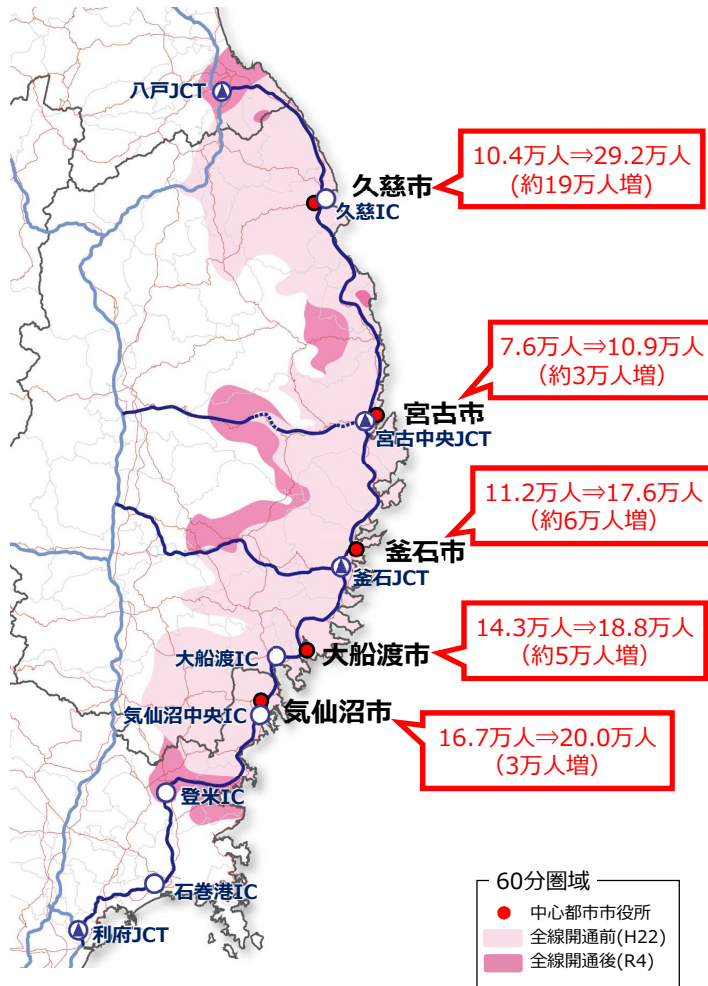 八戸JCT
10.4万人⇒29.2万人
(約19万人増)
久慈市
久慈IC
7.6万人⇒10.9万人
（約3万人増）
宮古市
宮古中央JCT
11.2万人⇒17.6万人
（約6万人増）
釜石市
釜石JCT
14.3万人⇒18.8万人
（約5万人増）
大船渡IC
大船渡市
気仙沼中央IC
気仙沼市
16.7万人⇒20.0万人
（3万人増）
登米IC
石巻港IC
利府JCT
60分圏域
中心都市市役所
全線開通前(H22)
全線開通後(R4)